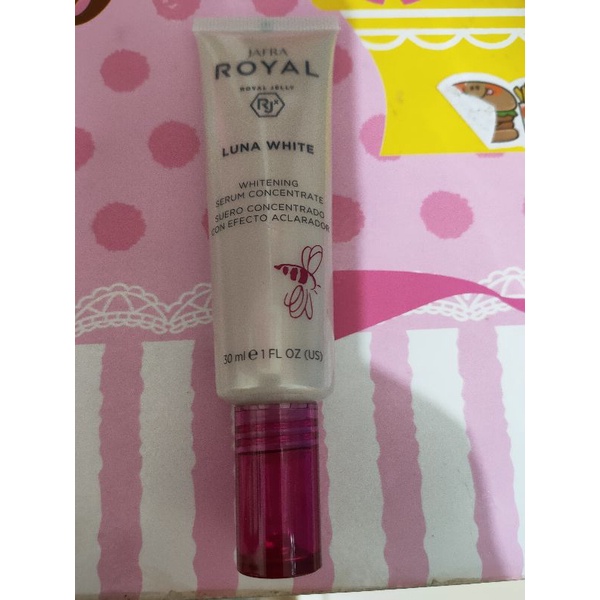 JAFRA
ROYAL
ROYAL JELLY
RJx
LUNA WHITE
WHITENING
SERUM CONCENTRATE
SUERO CONCENTRADO
CON EFECTO ACLARADOR
30 ml e 1 FL OZ (US)